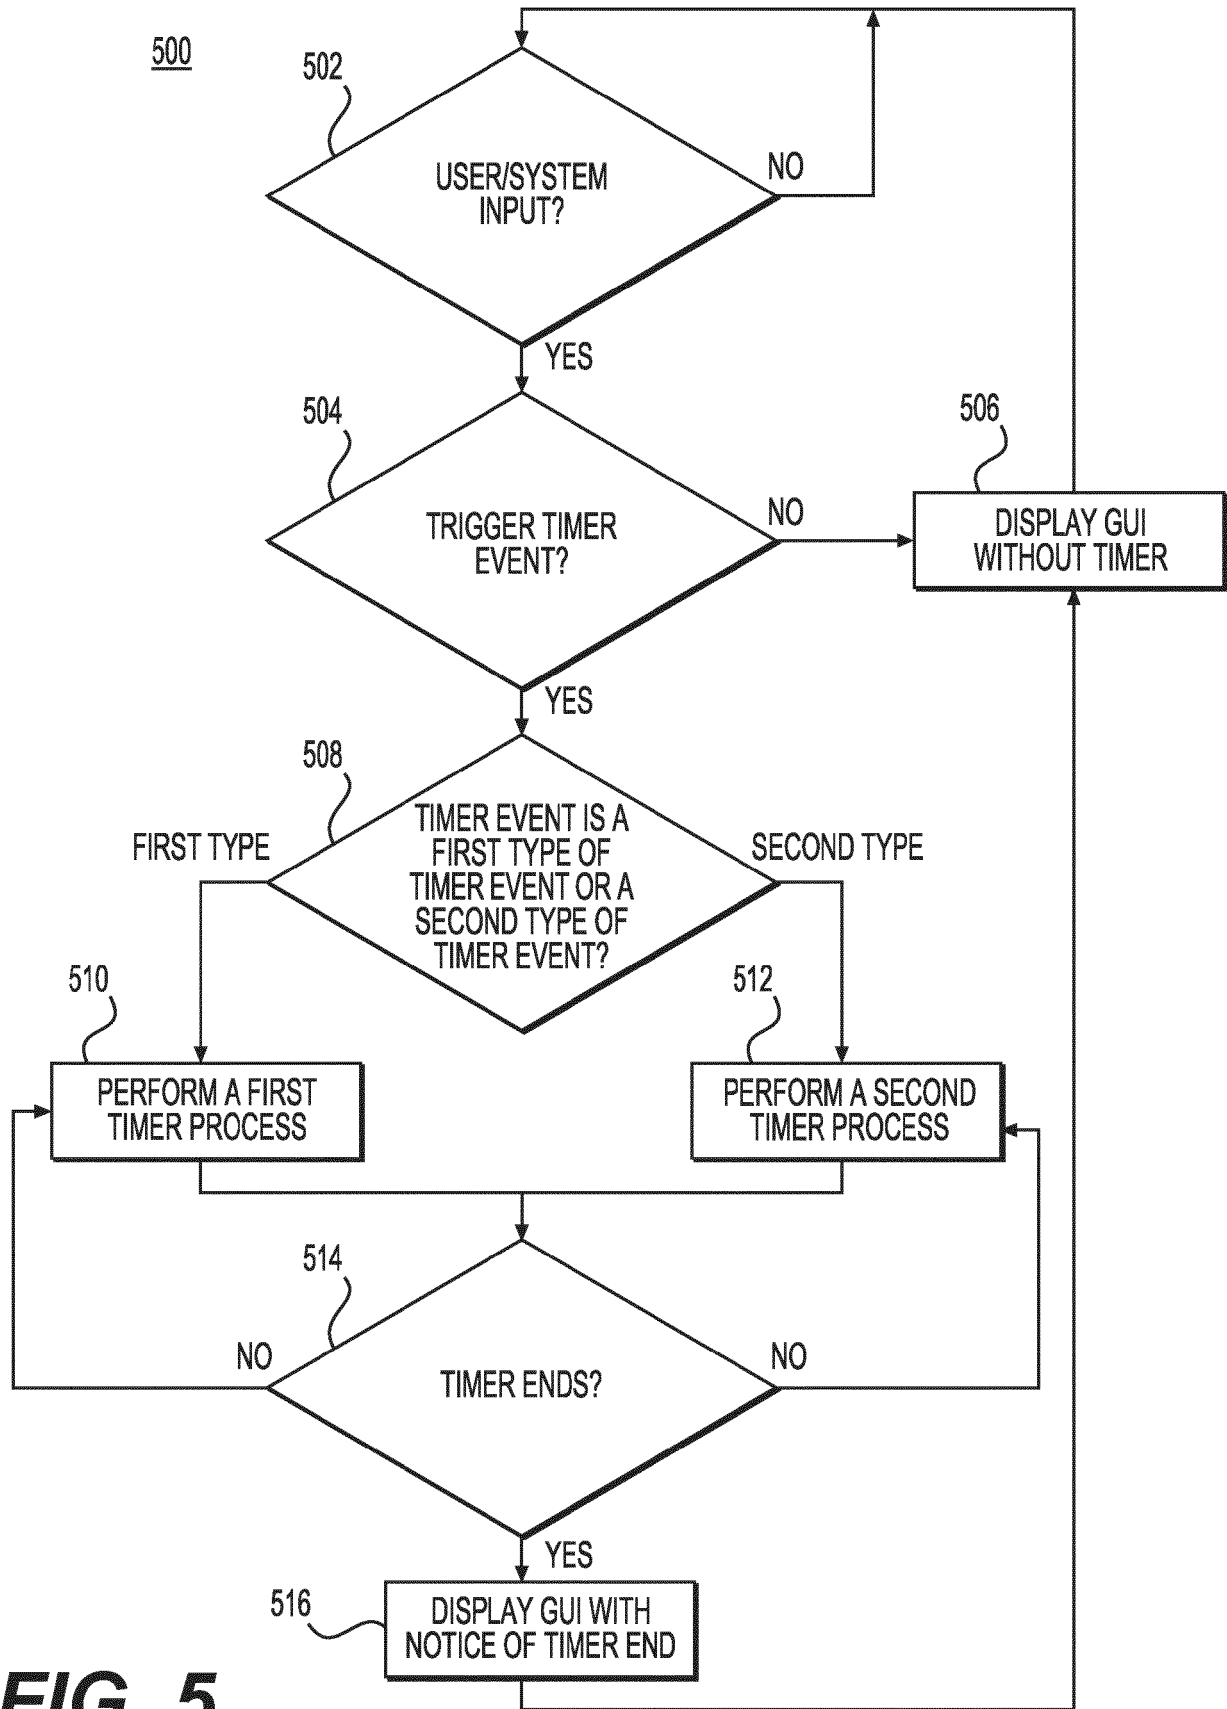 500
502
USER/SYSTEM
INPUT?
NO
YES
504
TRIGGER TIMER
EVENT?
NO
506
DISPLAY GUI
WITHOUT TIMER
YES
508
TIMER EVENT IS A
FIRST TYPE OF
TIMER EVENT OR A
SECOND TYPE OF
TIMER EVENT?
FIRST TYPE
SECOND TYPE
510
PERFORM A FIRST
TIMER PROCESS
512
PERFORM A SECOND
TIMER PROCESS
514
TIMER ENDS?
NO
NO
YES
516
DISPLAY GUI WITH
NOTICE OF TIMER END
FIG. 5